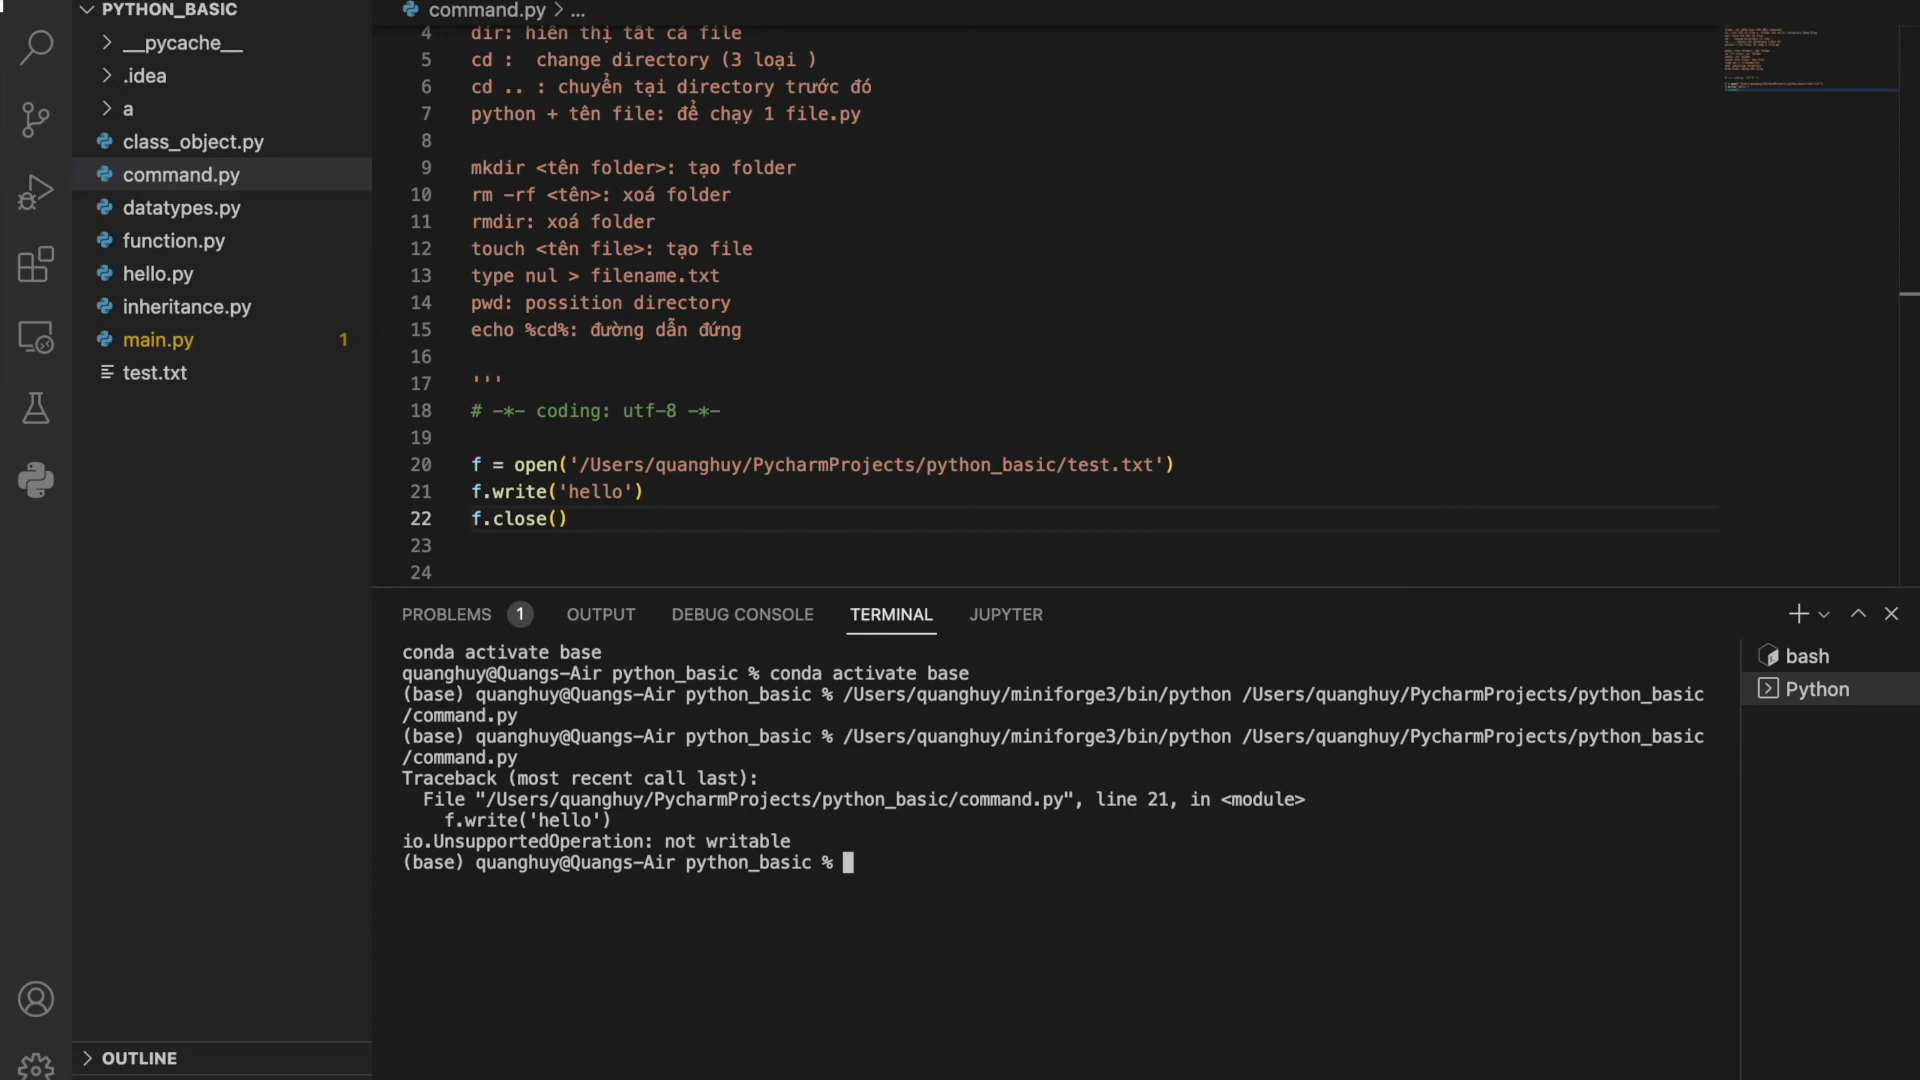 PYTHON_BASIC
__pycache__
.idea
a
class_object.py
command.py
datatypes.py
function.py
hello.py
inheritance.py
main.py 1
test.txt
OUTLINE
command.py > ...
4 dir: hiển thị tất cả file
5 cd :  change directory (3 loại )
6 cd .. : chuyển tại directory trước đó
7 python + tên file: để chạy 1 file.py
8
9 mkdir <tên folder>: tạo folder
10 rm -rf <tên>: xoá folder
11 rmdir: xoá folder
12 touch <tên file>: tạo file
13 type nul > filename.txt
14 pwd: possition directory
15 echo %cd%: đường dẫn đứng
16
17 '''
18 # -*- coding: utf-8 -*-
19
20 f = open('/Users/quanghuy/PycharmProjects/python_basic/test.txt')
21 f.write('hello')
22 f.close()
23
24
PROBLEMS 1 OUTPUT DEBUG CONSOLE TERMINAL JUPYTER
conda activate base
quanghuy@Quangs-Air python_basic % conda activate base
(base) quanghuy@Quangs-Air python_basic % /Users/quanghuy/miniforge3/bin/python /Users/quanghuy/PycharmProjects/python_basic
/command.py
(base) quanghuy@Quangs-Air python_basic % /Users/quanghuy/miniforge3/bin/python /Users/quanghuy/PycharmProjects/python_basic
/command.py
Traceback (most recent call last):
  File "/Users/quanghuy/PycharmProjects/python_basic/command.py", line 21, in <module>
    f.write('hello')
io.UnsupportedOperation: not writable
(base) quanghuy@Quangs-Air python_basic %
bash
Python